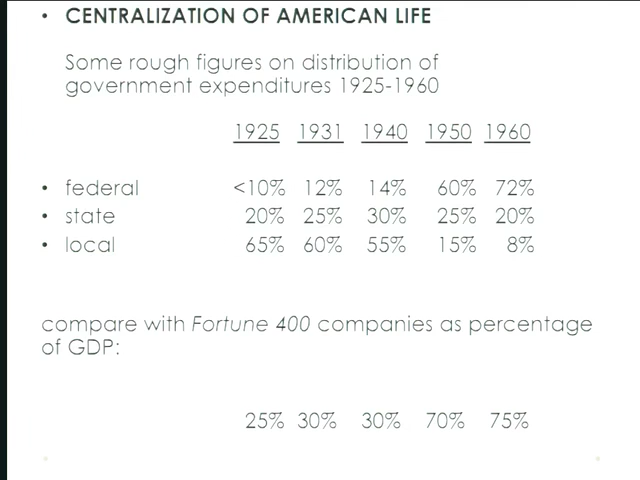 • CENTRALIZATION OF AMERICAN LIFE
Some rough figures on distribution of
government expenditures 1925-1960
1925 1931 1940 1950 1960
• federal <10% 12% 14% 60% 72%
• state 20% 25% 30% 25% 20%
• local 65% 60% 55% 15% 8%
compare with Fortune 400 companies as percentage
of GDP:
25% 30% 30% 70% 75%